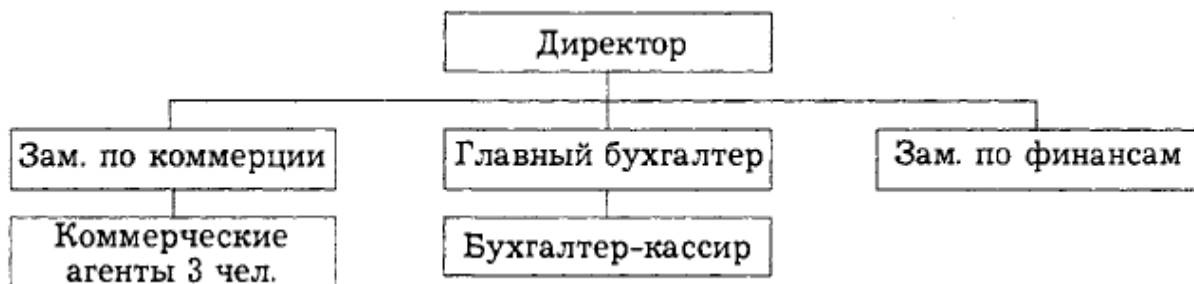 Директор
Зам. по коммерции
Главный бухгалтер
Зам. по финансам
Коммерческие
агенты 3 чел.
Бухгалтер-кассир